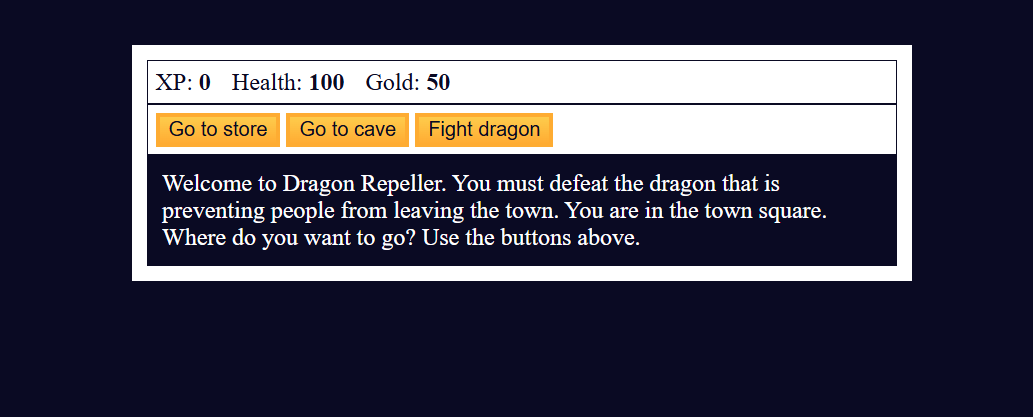 XP: 0 Health: 100 Gold: 50
Go to store Go to cave Fight dragon
Welcome to Dragon Repeller. You must defeat the dragon that is
preventing people from leaving the town. You are in the town square.
Where do you want to go? Use the buttons above.